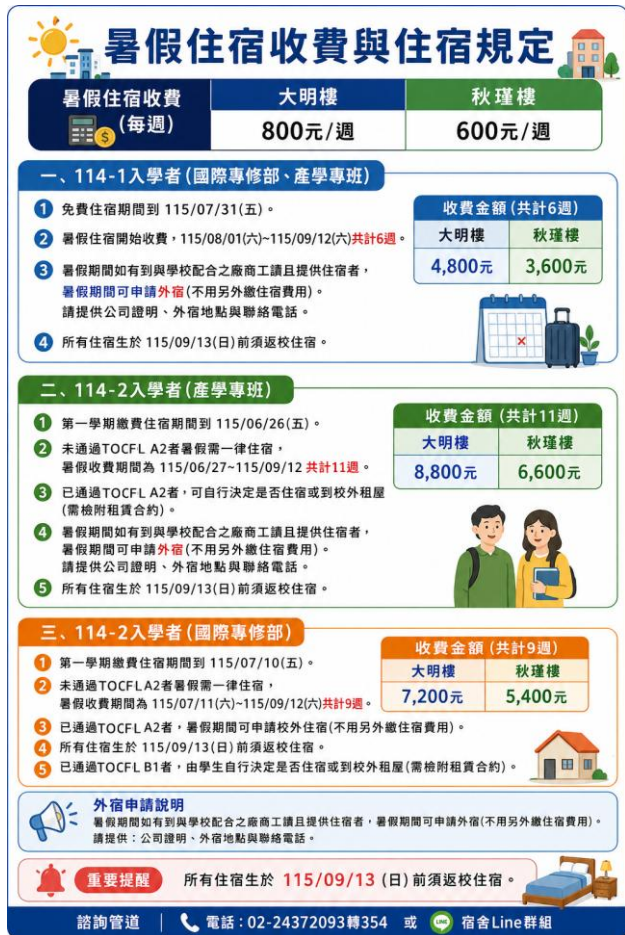 暑假住宿收費與住宿規定
暑假住宿收費
(每週)
大明樓
秋瑾樓
800元/週
600元/週
一、114-1入學者(國際專修部、產學專班)
1 免費住宿期間到 115/07/31(五)。
2 暑假住宿開始收費,115/08/01(六)~115/09/12(六)共計6週。
3 暑假期間如有到與學校配合之廠商工讀且提供住宿者,
暑假期間可申請外宿(不用另外繳住宿費用)。
請提供公司證明、外宿地點與聯絡電話。
4 所有住宿生於 115/09/13(日)前須返校住宿。
收費金額(共計6週)
大明樓
秋瑾樓
4,800元
3,600元
二、114-2入學者(產學專班)
1 第一學期繳費住宿期間到 115/06/26(五)。
2 未通過TOCFL A2者暑假需一律住宿,
暑假收費期間為 115/06/27~115/09/12 共計11週。
3 已通過TOCFL A2者,可自行決定是否住宿或到校外租屋
(需檢附租賃合約)。
4 暑假期間如有到與學校配合之廠商工讀且提供住宿者,
暑假期間可申請外宿(不用另外繳住宿費用)。
請提供公司證明、外宿地點與聯絡電話。
5 所有住宿生於 115/09/13(日)前須返校住宿。
收費金額(共計11週)
大明樓
秋瑾樓
8,800元
6,600元
三、114-2入學者(國際專修部)
1 第一學期繳費住宿期間到 115/07/10(五)。
2 未通過TOCFL A2者暑假需一律住宿,
暑假收費期間為 115/07/11(六)~115/09/12(六)共計9週。
3 已通過TOCFL A2者,暑假期間可申請校外住宿(不用另外繳住宿費用)。
4 所有住宿生於 115/09/13(日)前須返校住宿。
5 已通過TOCFL B1者,由學生自行決定是否住宿或到校外租屋(需檢附租賃合約)。
收費金額(共計9週)
大明樓
秋瑾樓
7,200元
5,400元
外宿申請說明
暑假期間如有到與學校配合之廠商工讀且提供住宿者,暑假期間可申請外宿(不用另外繳住宿費用)。
請提供:公司證明、外宿地點與聯絡電話。
重要提醒
所有住宿生於 115/09/13 (日)前須返校住宿。
諮詢管道 | 電話:02-24372093轉354 或 LINE 宿舍Line群組